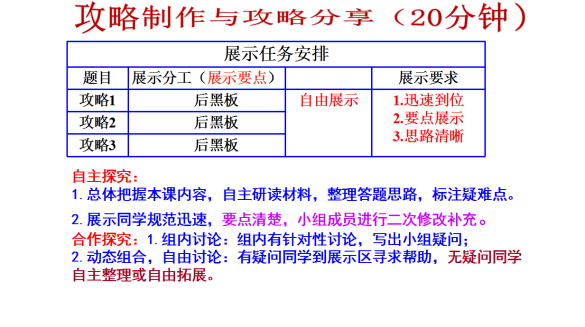 攻略制作与攻略分享（20分钟）
展示任务安排
题目 展示分工（展示要点） 展示要求
攻略1 后黑板 自由展示 1.迅速到位
攻略2 后黑板 2.要点展示
攻略3 后黑板 3.思路清晰
自主探究：
1.总体把握本课内容，自主研读材料，整理答题思路，标注疑难点。
2.展示同学规范迅速，要点清楚，小组成员进行二次修改补充。
合作探究：1.组内讨论：组内有针对性讨论，写出小组疑问；
2.动态组合，自由讨论：有疑问同学到展示区寻求帮助，无疑问同学
自主整理或自由拓展。